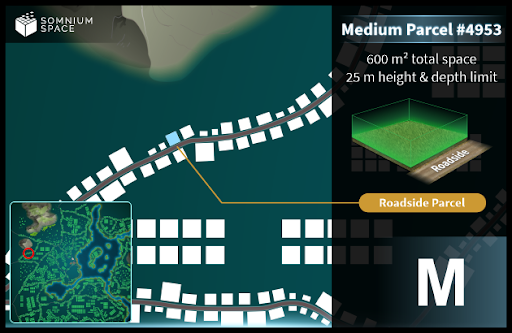 SOMNIUM
SPACE
Medium Parcel #4953
600 m² total space
25 m height & depth limit
Roadside
Roadside Parcel
M